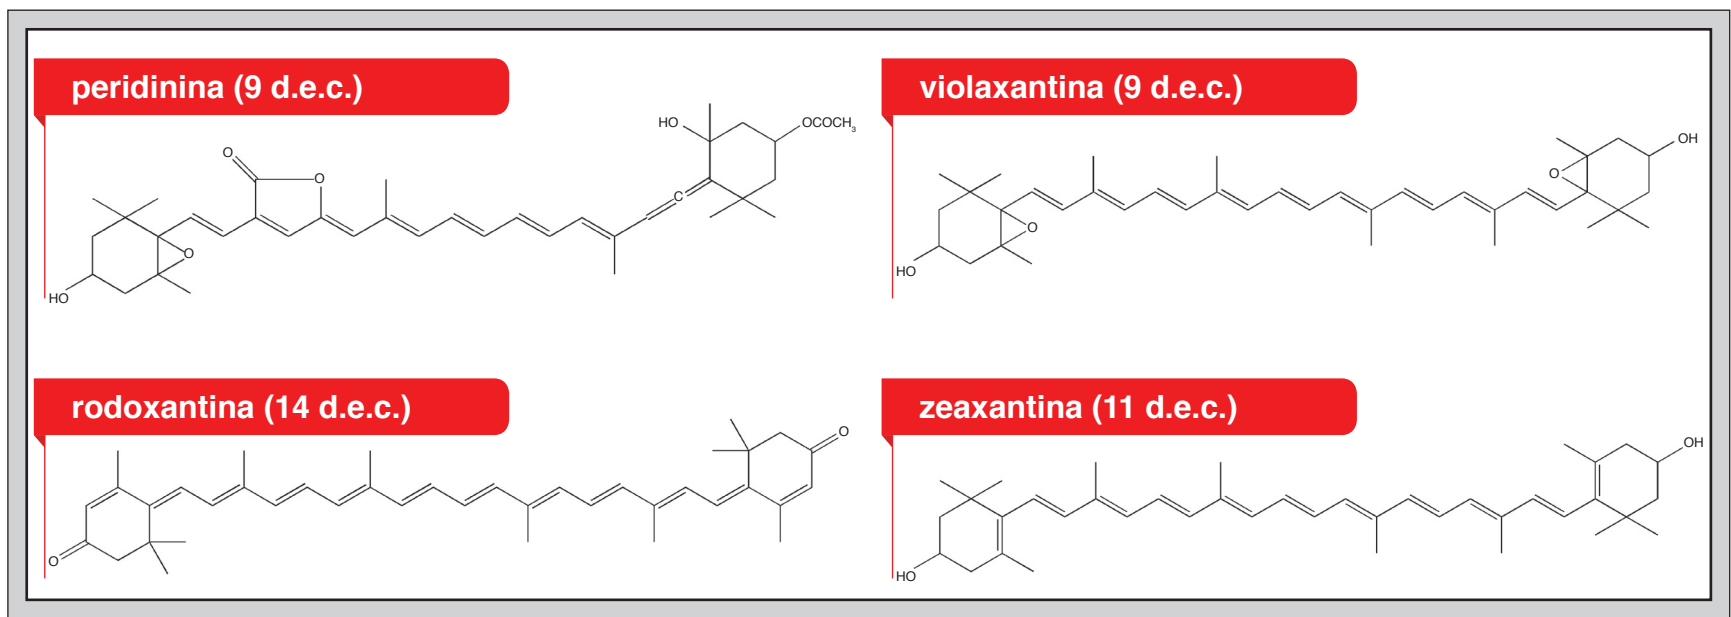 peridinina (9 d.e.c.)
O
O
HO
OCOCH₃
C
O
HO
violaxantina (9 d.e.c.)
OH
O
O
HO
rodoxantina (14 d.e.c.)
O
O
zeaxantina (11 d.e.c.)
OH
HO